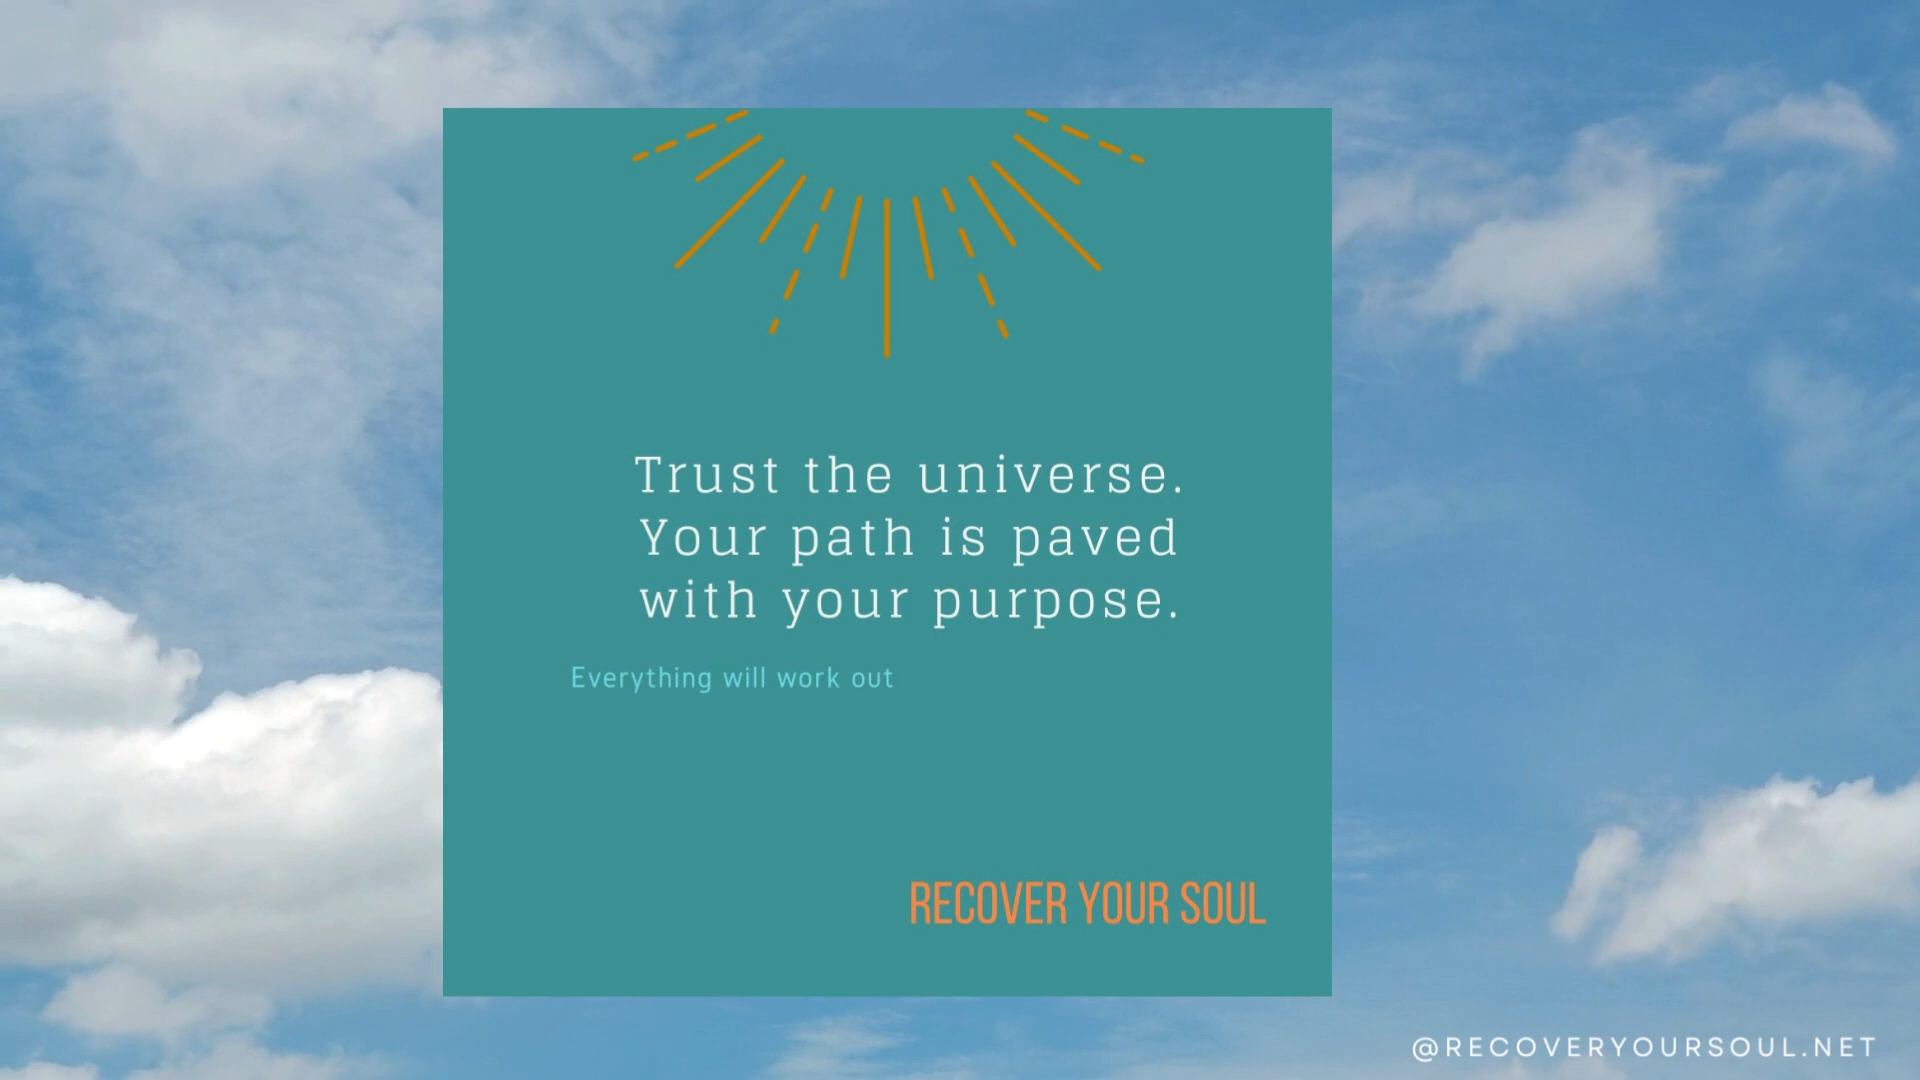 Trust the universe.
Your path is paved
with your purpose.
Everything will work out
RECOVER YOUR SOUL
@RECOVERYOURSOUL.NET